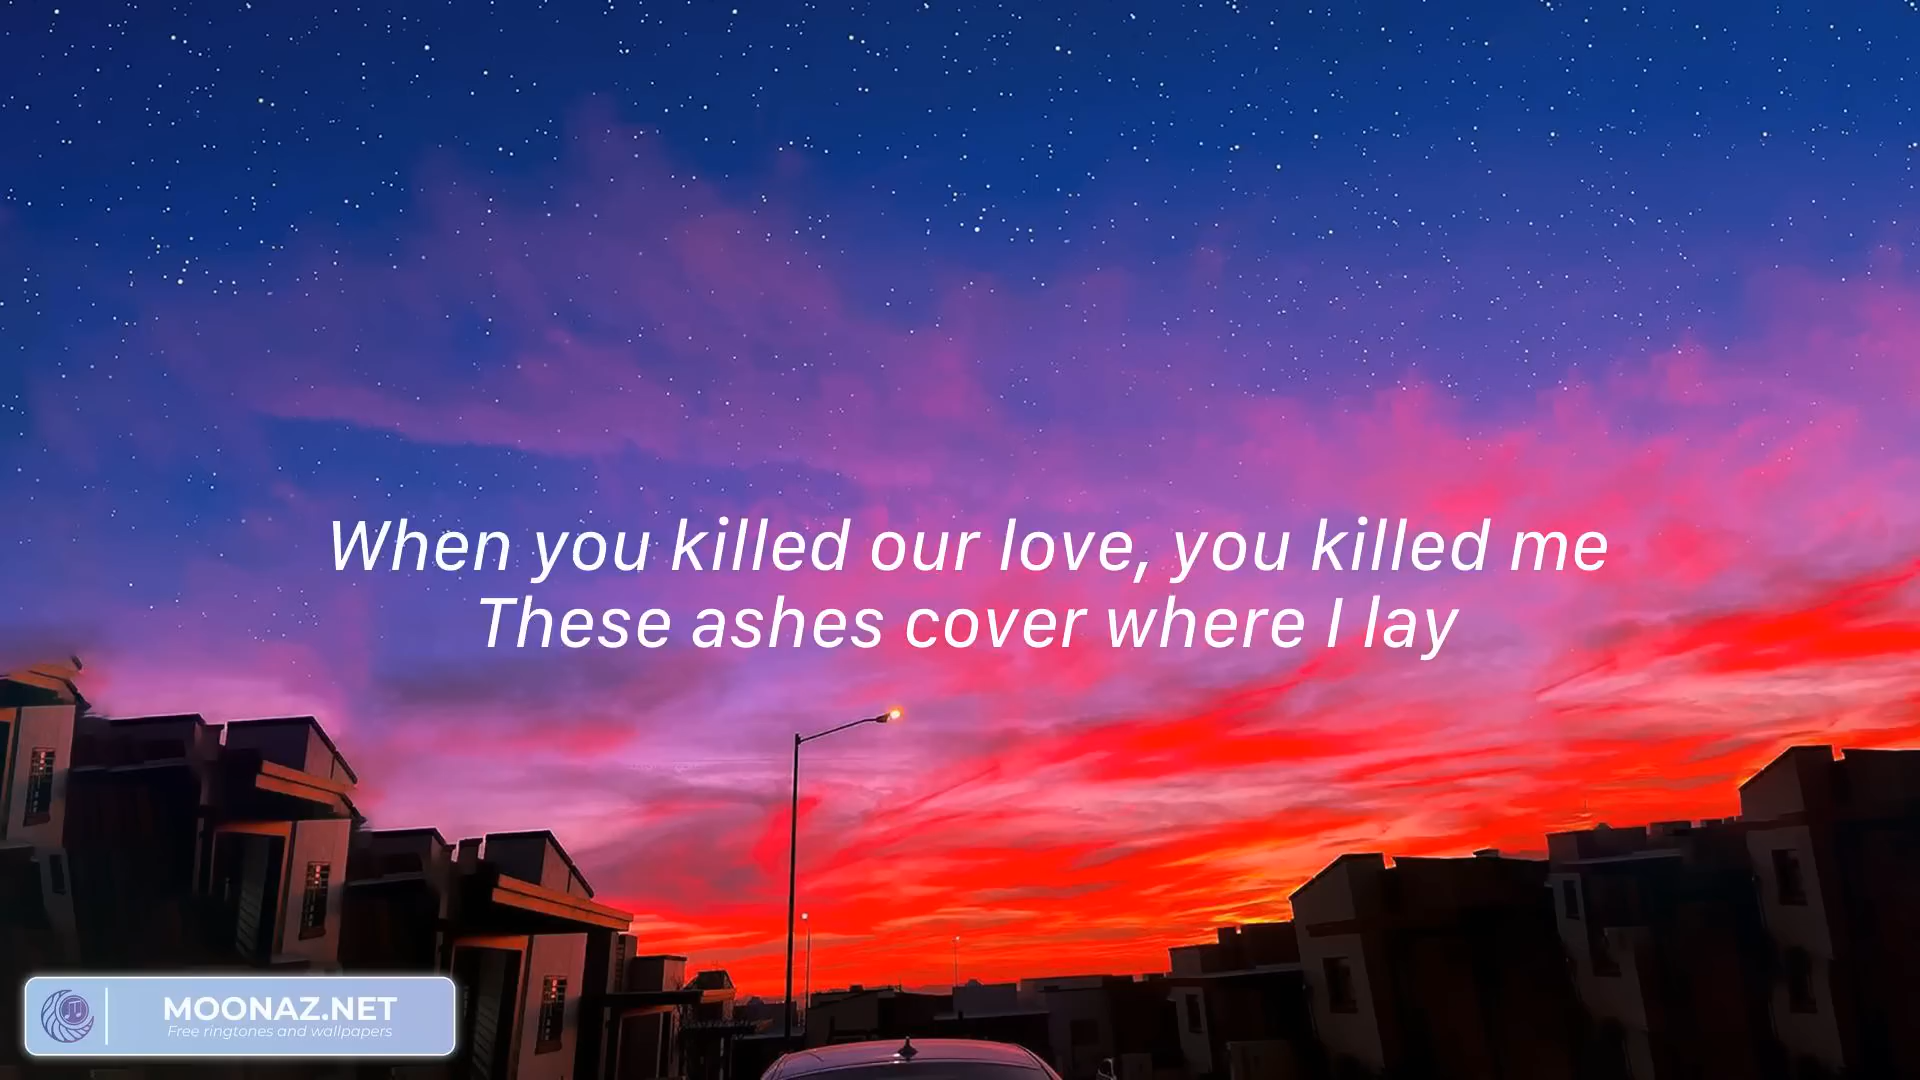 When you killed our love, you killed me
These ashes cover where I lay
MOONAZ.NET
Free ringtones and wallpapers